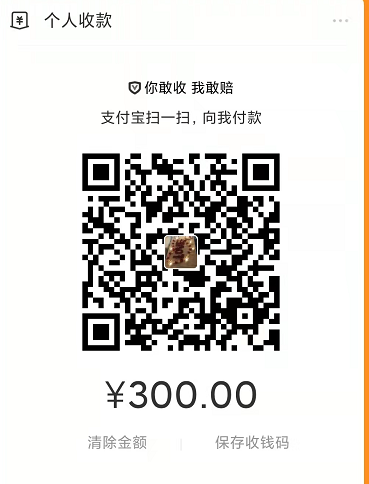 个人收款
你敢收 我敢赔
支付宝扫一扫，向我付款
¥300.00
清除金额 | 保存收钱码